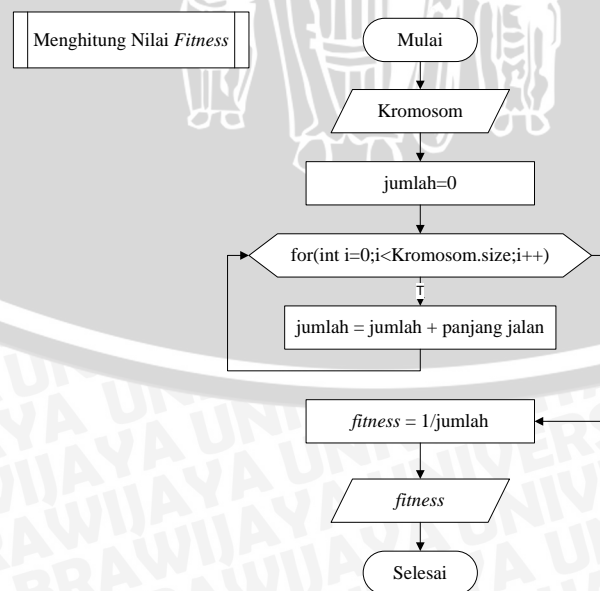 Menghitung Nilai Fitness
Mulai
Kromosom
jumlah=0
for(int i=0;i<Kromosom.size;i++)
T
jumlah = jumlah + panjang jalan
fitness = 1/jumlah
fitness
Selesai